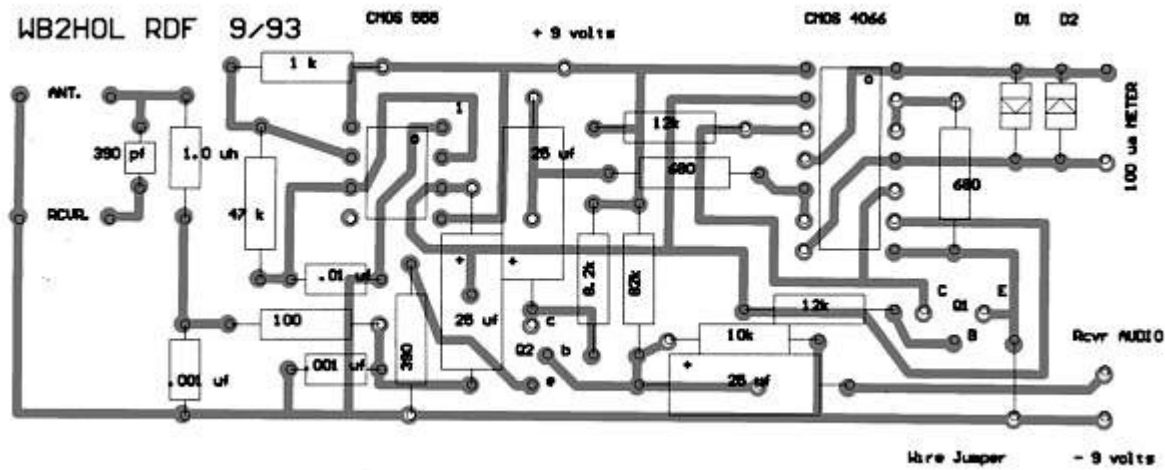 WB2HOL RDF 9/93
CMOS 555
+ 9 volts
CMOS 4066
D1
D2
1 k
ANT.
1
12k
390 pf
1.0 uh
25 uf
680
680
100 ua METER
RCVR.
47 k
.01 uf
+
+
8.2k
82k
12k
C
E
Q1
B
100
25 uf
c
Q2
b
e
10k
Rcvr AUDIO
.001 uf
.001 uf
390
+
25 uf
Wire Jumper
- 9 volts